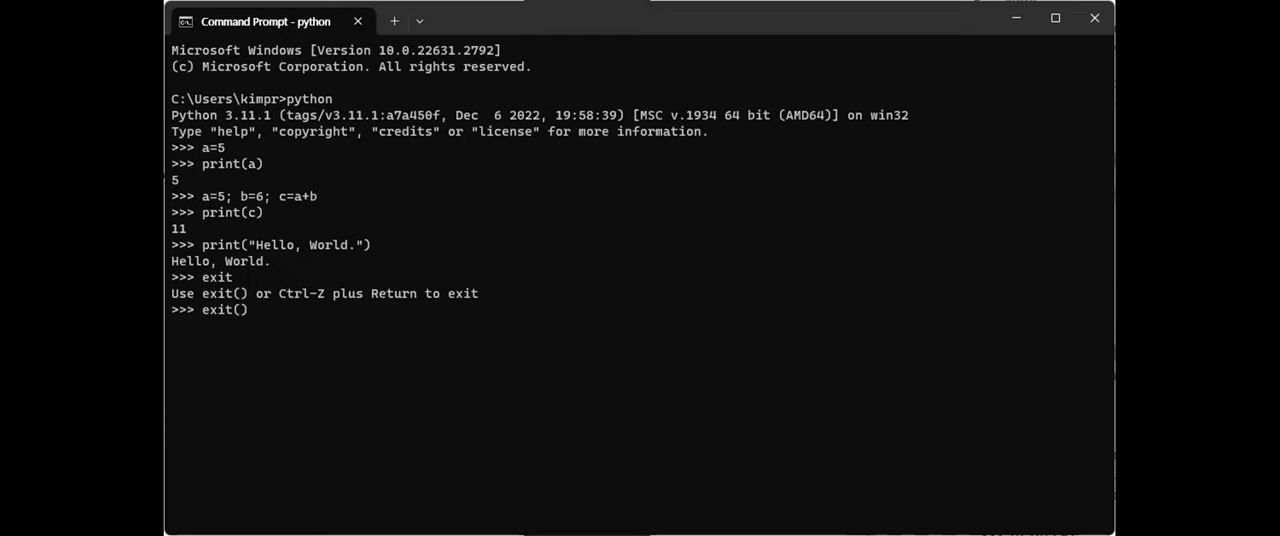 Command Prompt - python
Microsoft Windows [Version 10.0.22631.2792]
(c) Microsoft Corporation. All rights reserved.
C:\Users\kimpr>python
Python 3.11.1 (tags/v3.11.1:a7a450f, Dec  6 2022, 19:58:39) [MSC v.1934 64 bit (AMD64)] on win32
Type "help", "copyright", "credits" or "license" for more information.
>>> a=5
>>> print(a)
5
>>> a=5; b=6; c=a+b
>>> print(c)
11
>>> print("Hello, World.")
Hello, World.
>>> exit
Use exit() or Ctrl-Z plus Return to exit
>>> exit()